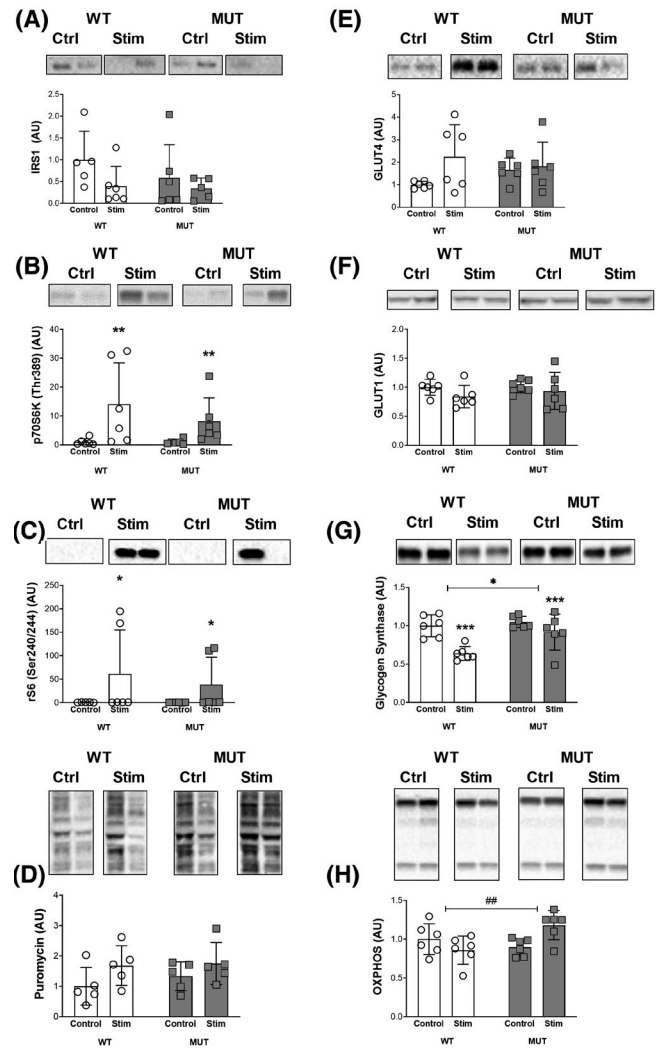 (A)
WT MUT
Ctrl Stim Ctrl Stim
IRS1 (AU)
2.5
2.0
1.5
1.0
0.5
0.0
Control Stim Control Stim
WT MUT
(B)
WT MUT
Ctrl Stim Ctrl Stim
p70S6K (Thr389) (AU)
40
30
20
10
0
**
**
Control Stim Control Stim
WT MUT
(C)
WT MUT
Ctrl Stim Ctrl Stim
rS6 (Ser240/244) (AU)
250
200
150
100
50
0
*
*
Control Stim Control Stim
WT MUT
WT MUT
Ctrl Stim Ctrl Stim
(D)
Puromycin (AU)
4
3
2
1
0
Control Stim Control Stim
WT MUT
(E)
WT MUT
Ctrl Stim Ctrl Stim
GLUT4 (AU)
5
4
3
2
1
0
Control Stim Control Stim
WT MUT
(F)
WT MUT
Ctrl Stim Ctrl Stim
GLUT1 (AU)
2.0
1.5
1.0
0.5
0.0
Control Stim Control Stim
WT MUT
(G)
WT MUT
Ctrl Stim Ctrl Stim
Glycogen Synthase (AU)
1.5
1.0
0.5
0.0
*
***
***
Control Stim Control Stim
WT MUT
WT MUT
Ctrl Stim Ctrl Stim
(H)
OXPHOS (AU)
1.5
1.0
0.5
0.0
##
Control Stim Control Stim
WT MUT